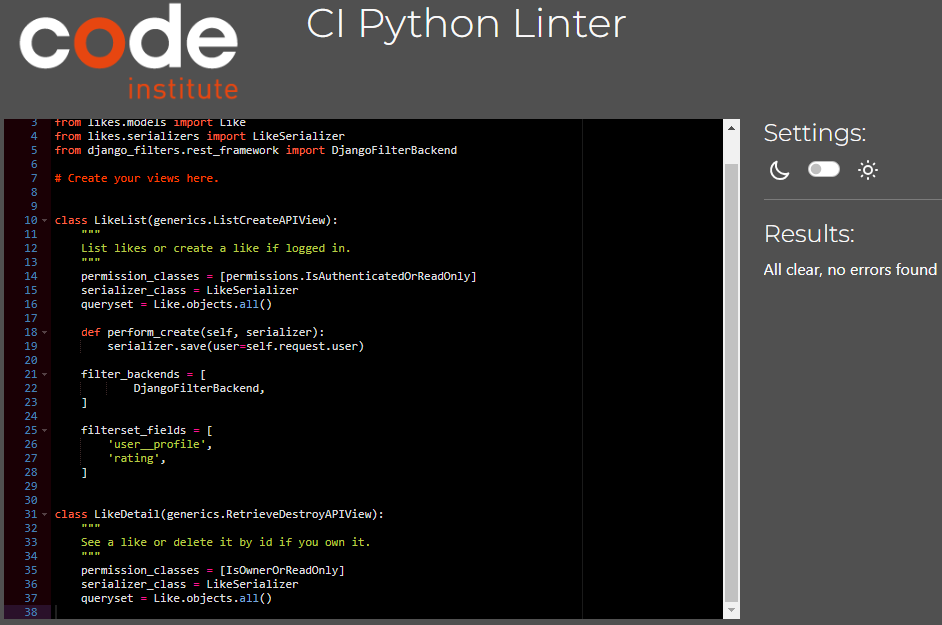 code
institute
CI Python Linter
3 from likes.models import Like
4 from likes.serializers import LikeSerializer
5 from django_filters.rest_framework import DjangoFilterBackend
6
7 # Create your views here.
8
9
10 class LikeList(generics.ListCreateAPIView):
11     """
12     List likes or create a like if logged in.
13     """
14     permission_classes = [permissions.IsAuthenticatedOrReadOnly]
15     serializer_class = LikeSerializer
16     queryset = Like.objects.all()
17
18     def perform_create(self, serializer):
19         serializer.save(user=self.request.user)
20
21     filter_backends = [
22             DjangoFilterBackend,
23     ]
24
25     filterset_fields = [
26         'user__profile',
27         'rating',
28     ]
29
30
31 class LikeDetail(generics.RetrieveDestroyAPIView):
32     """
33     See a like or delete it by id if you own it.
34     """
35     permission_classes = [IsOwnerOrReadOnly]
36     serializer_class = LikeSerializer
37     queryset = Like.objects.all()
38
Settings:
Results:
All clear, no errors found